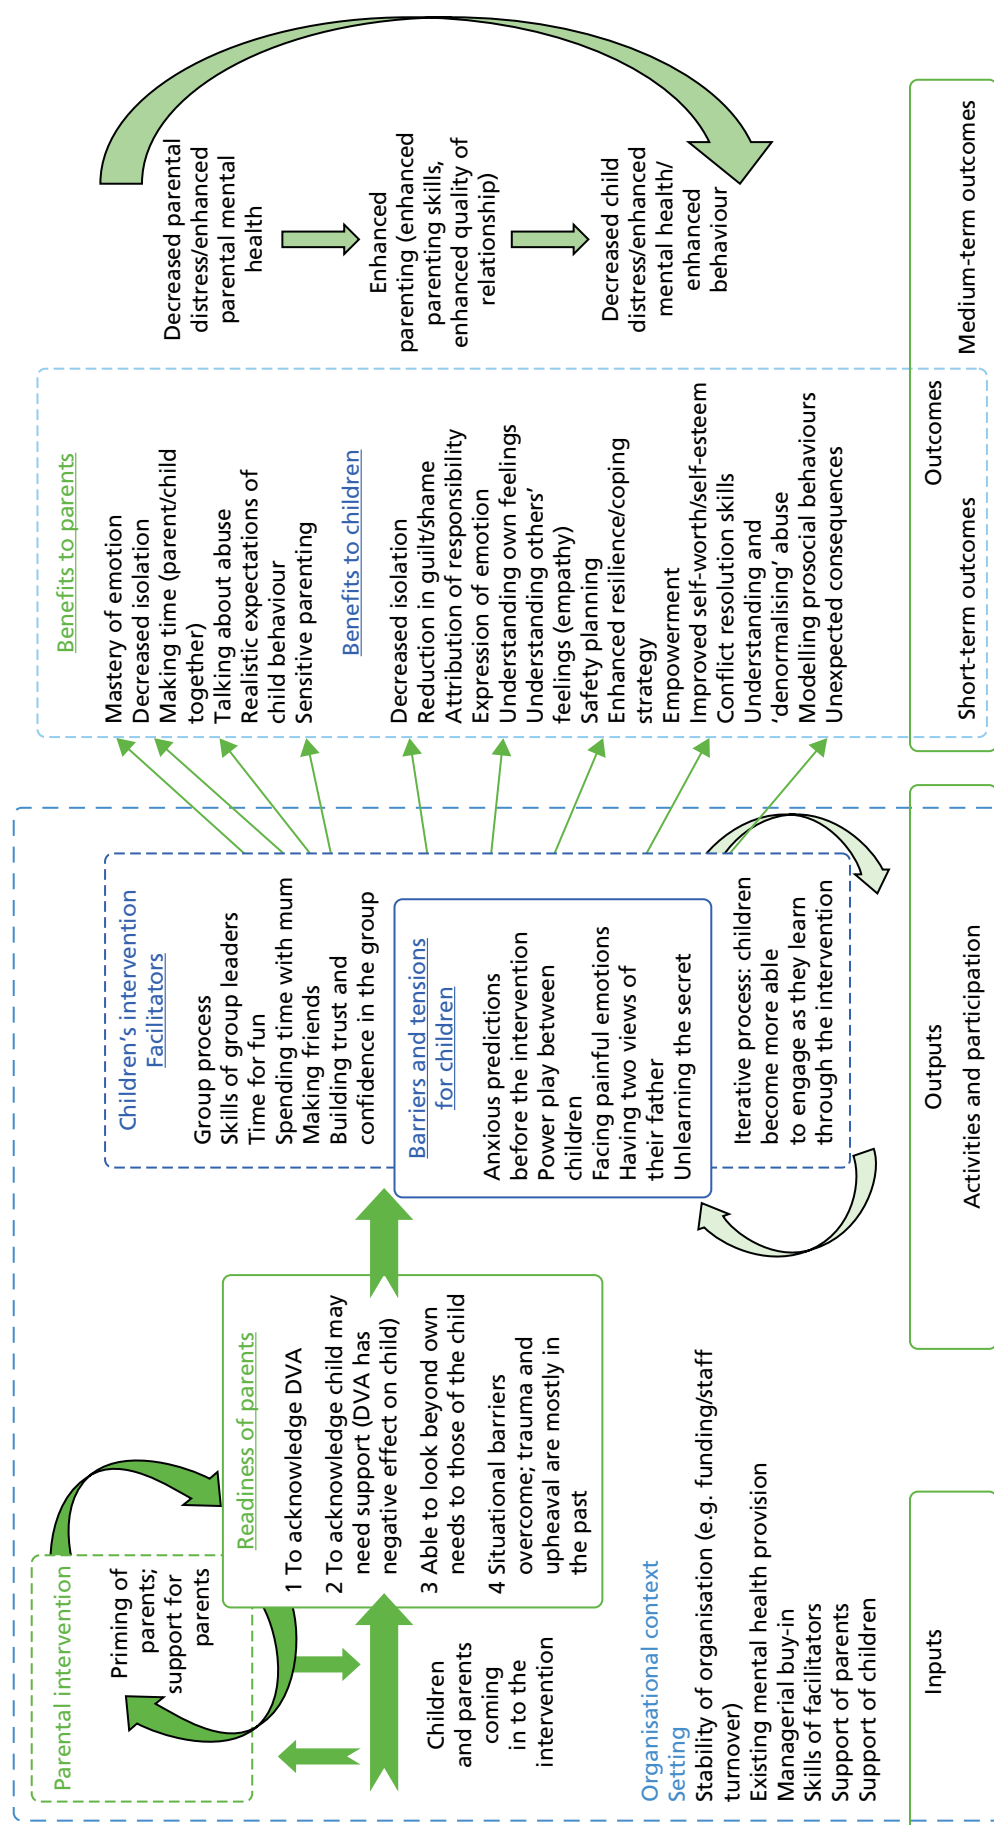 Parental intervention
Priming of
parents;
support for
parents
Readiness of parents
1 To acknowledge DVA
2 To acknowledge child may
need support (DVA has
negative effect on child)
3 Able to look beyond own
needs to those of the child
4 Situational barriers
overcome; trauma and
upheaval are mostly in
the past
Children
and parents
coming
in to the
intervention
Organisational context
Setting
Stability of organisation (e.g. funding/staff
turnover)
Existing mental health provision
Managerial buy-in
Skills of facilitators
Support of parents
Support of children
Children's intervention
Facilitators
Group process
Skills of group leaders
Time for fun
Spending time with mum
Making friends
Building trust and
confidence in the group
Barriers and tensions
for children
Anxious predictions
before the intervention
Power play between
children
Facing painful emotions
Having two views of
their father
Unlearning the secret
Iterative process: children
become more able
to engage as they learn
through the intervention
Benefits to parents
Mastery of emotion
Decreased isolation
Making time (parent/child
together)
Talking about abuse
Realistic expectations of
child behaviour
Sensitive parenting
Benefits to children
Decreased isolation
Reduction in guilt/shame
Attribution of responsibility
Expression of emotion
Understanding own feelings
Understanding others'
feelings (empathy)
Safety planning
Enhanced resilience/coping
strategy
Empowerment
Improved self-worth/self-esteem
Conflict resolution skills
Understanding and
'denormalising' abuse
Modelling prosocial behaviours
Unexpected consequences
Decreased parental
distress/enhanced
parental mental
health
Enhanced
parenting (enhanced
parenting skills,
enhanced quality of
relationship)
Decreased child
distress/enhanced
mental health/
enhanced
behaviour
Inputs
Outputs
Activities and participation
Outcomes
Short-term outcomes
Medium-term outcomes